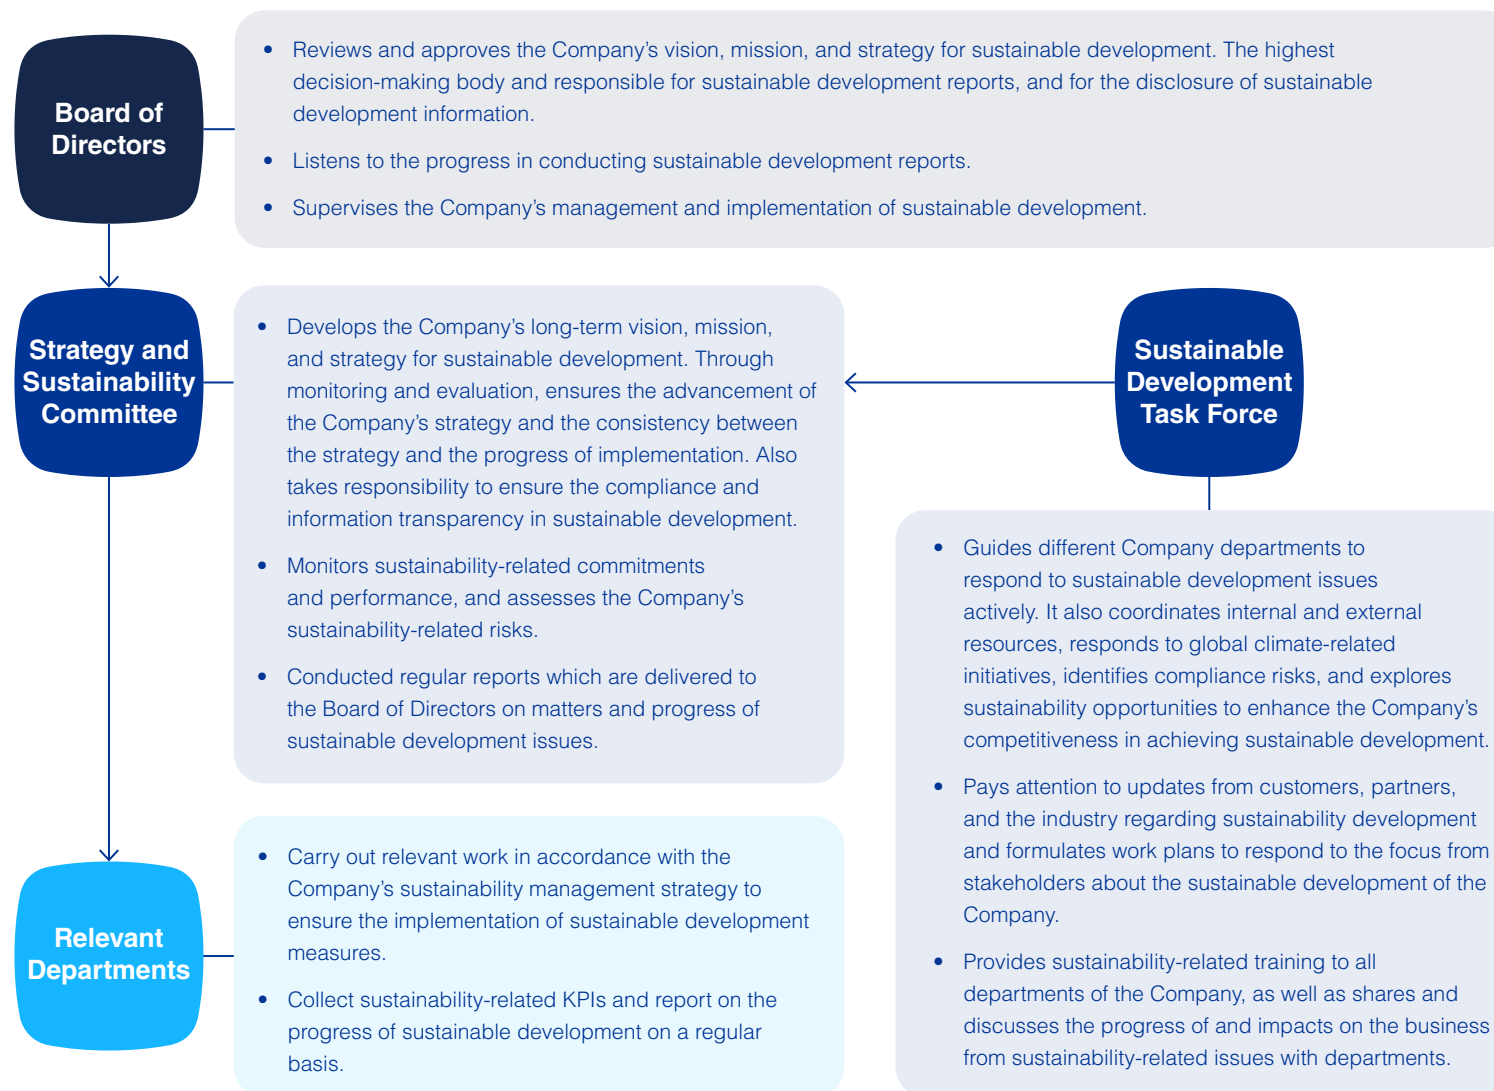 Board of
Directors
• Reviews and approves the Company’s vision, mission, and strategy for sustainable development. The highest
decision-making body and responsible for sustainable development reports, and for the disclosure of sustainable
development information.
• Listens to the progress in conducting sustainable development reports.
• Supervises the Company’s management and implementation of sustainable development.
Strategy and
Sustainability
Committee
• Develops the Company’s long-term vision, mission,
and strategy for sustainable development. Through
monitoring and evaluation, ensures the advancement of
the Company’s strategy and the consistency between
the strategy and the progress of implementation. Also
takes responsibility to ensure the compliance and
information transparency in sustainable development.
• Monitors sustainability-related commitments
and performance, and assesses the Company’s
sustainability-related risks.
• Conducted regular reports which are delivered to
the Board of Directors on matters and progress of
sustainable development issues.
Sustainable
Development
Task Force
• Guides different Company departments to
respond to sustainable development issues
actively. It also coordinates internal and external
resources, responds to global climate-related
initiatives, identifies compliance risks, and explores
sustainability opportunities to enhance the Company’s
competitiveness in achieving sustainable development.
• Pays attention to updates from customers, partners,
and the industry regarding sustainability development
and formulates work plans to respond to the focus from
stakeholders about the sustainable development of the
Company.
• Provides sustainability-related training to all
departments of the Company, as well as shares and
discusses the progress of and impacts on the business
from sustainability-related issues with departments.
Relevant
Departments
• Carry out relevant work in accordance with the
Company’s sustainability management strategy to
ensure the implementation of sustainable development
measures.
• Collect sustainability-related KPIs and report on the
progress of sustainable development on a regular
basis.